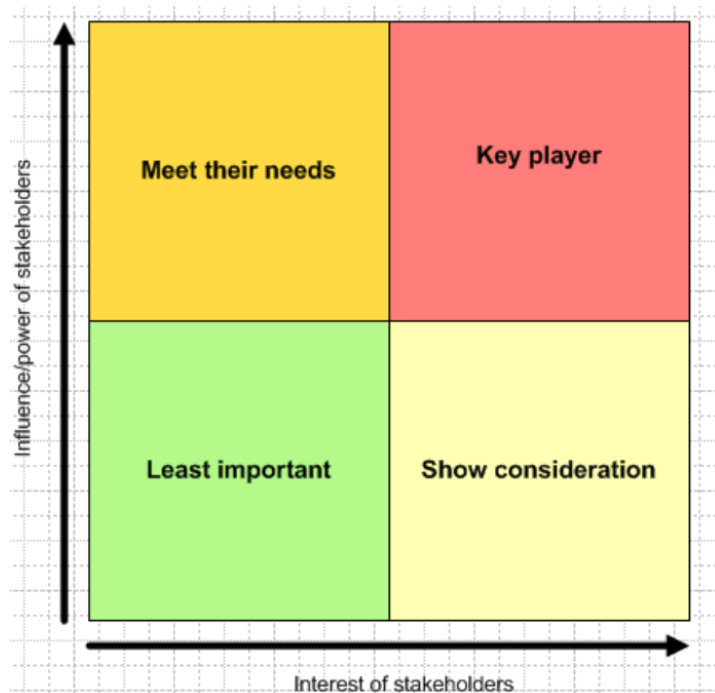 Meet their needs
Key player
Influence/power of stakeholders
Least important
Show consideration
Interest of stakeholders